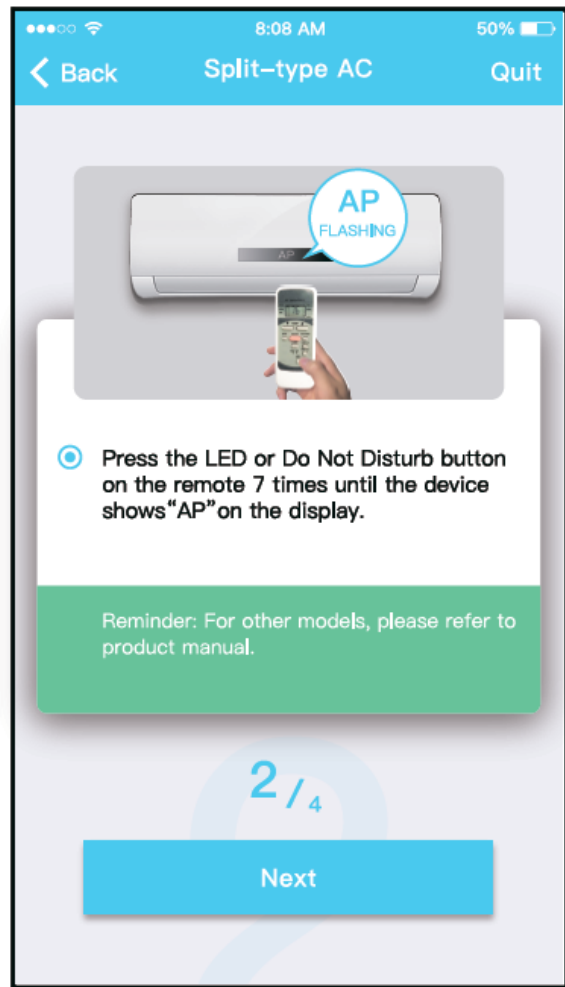 8:08 AM
50%
Back
Split-type AC
Quit
AP
FLASHING
AP
Press the LED or Do Not Disturb button
on the remote 7 times until the device
shows“AP”on the display.
Reminder: For other models, please refer to
product manual.
2/4
Next